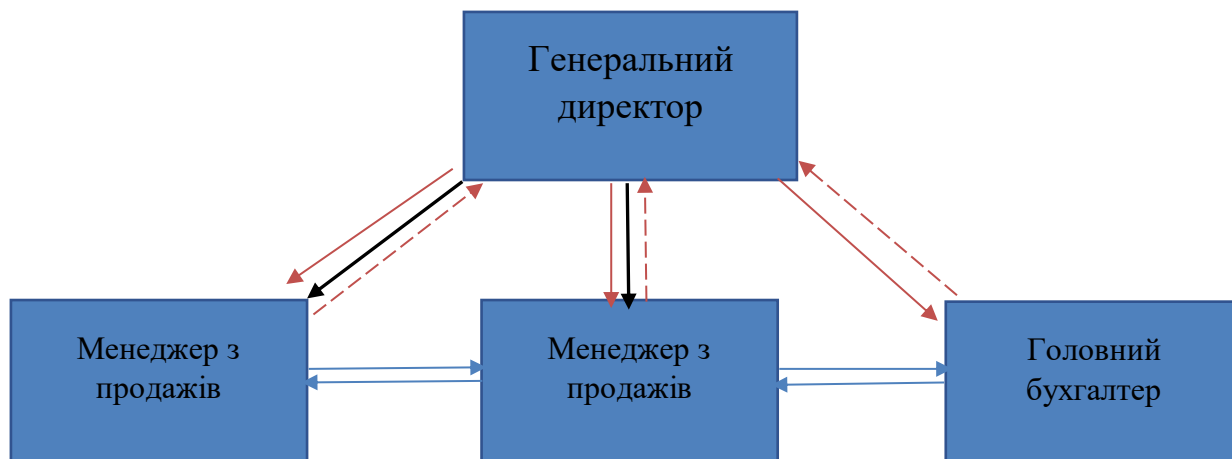 Генеральний
директор
Менеджер з
продажів
Менеджер з
продажів
Головний
бухгалтер